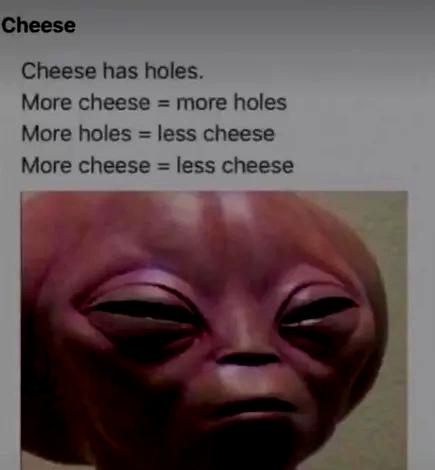 Cheese
Cheese has holes.
More cheese = more holes
More holes = less cheese
More cheese = less cheese